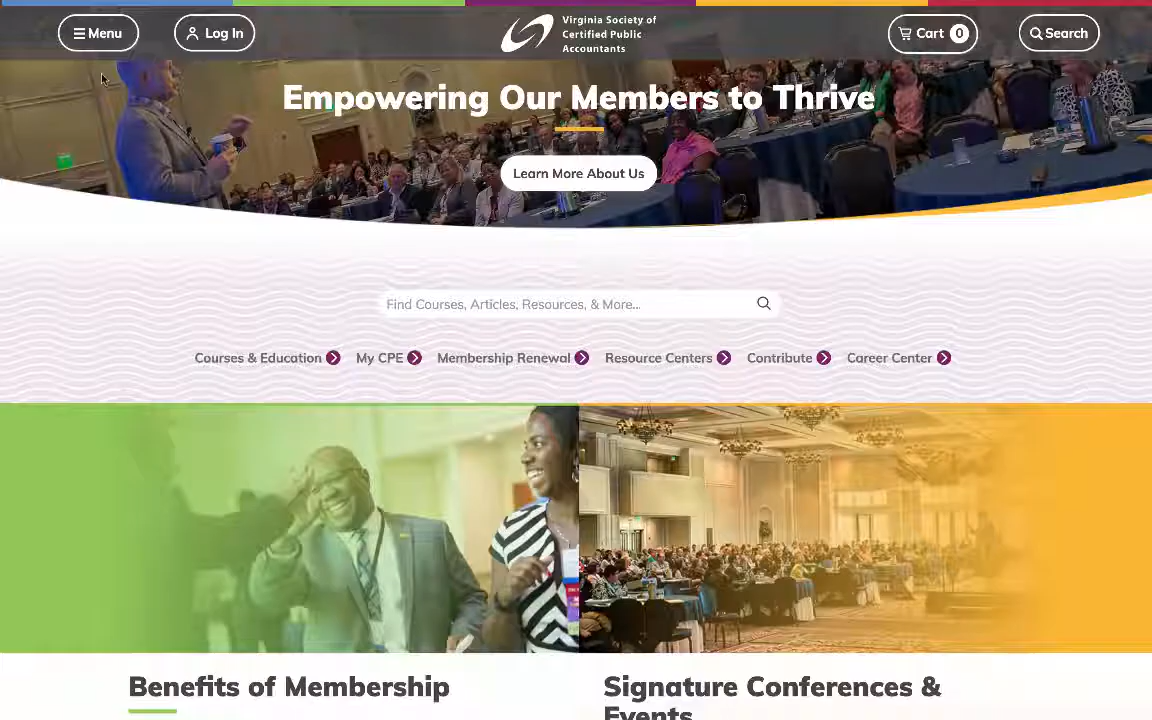 Menu
Log In
Virginia Society of
Certified Public
Accountants
Cart 0
Search
Empowering Our Members to Thrive
Learn More About Us
Find Courses, Articles, Resources, & More...
Courses & Education
My CPE
Membership Renewal
Resource Centers
Contribute
Career Center
Benefits of Membership
Signature Conferences &
Events